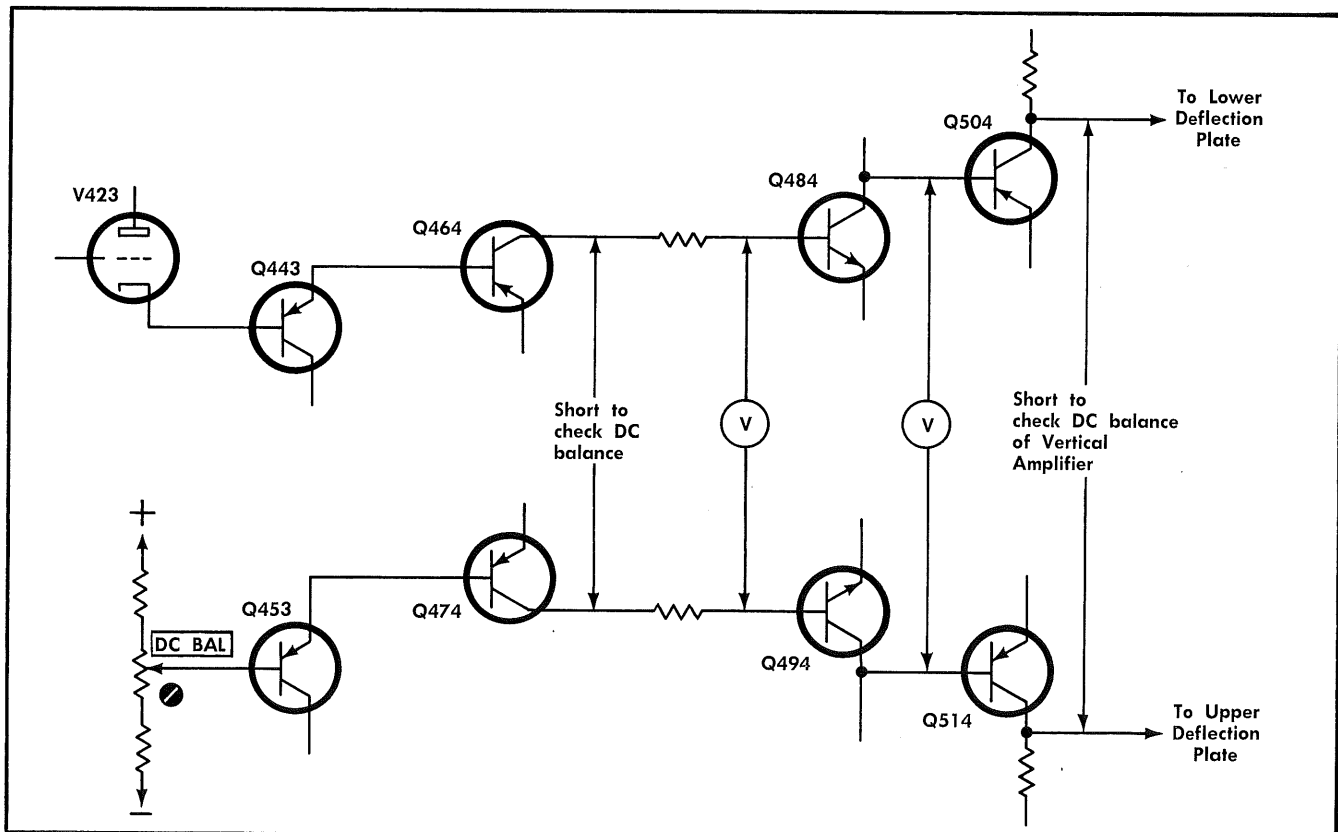 V423
Q443
Q464
Q484
Q504
To Lower
Deflection
Plate
Short to
check DC
balance
V
V
Short to
check DC balance
of Vertical
Amplifier
+
DC BAL
Q453
Q474
Q494
Q514
To Upper
Deflection
Plate
−